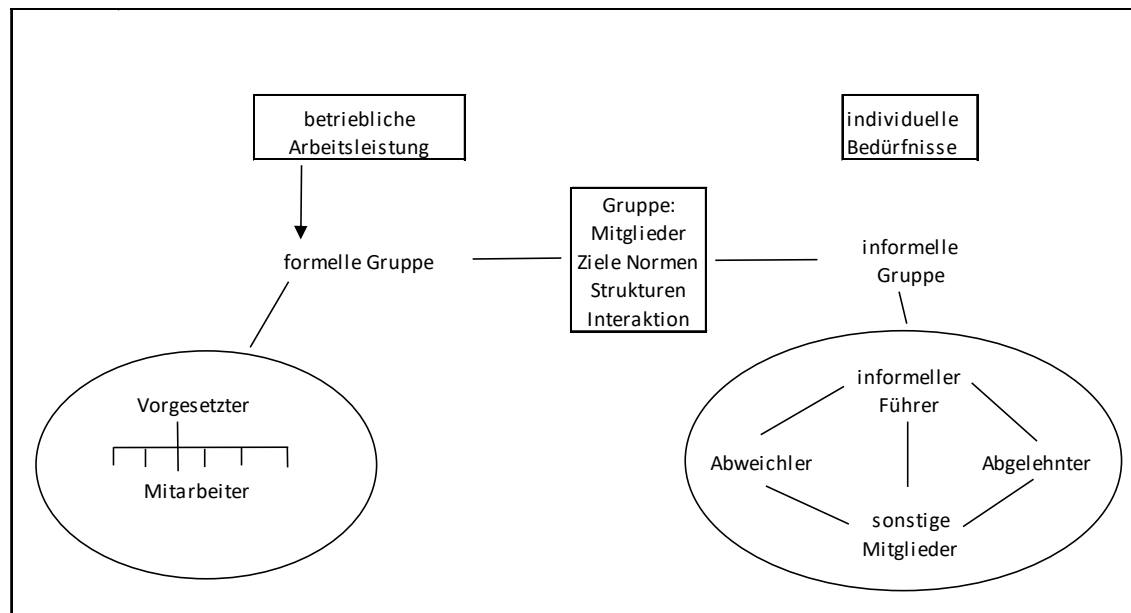 betriebliche
Arbeitsleistung
individuelle
Bedürfnisse
Gruppe:
Mitglieder
Ziele Normen
Strukturen
Interaktion
formelle Gruppe
informelle
Gruppe
Vorgesetzter
Mitarbeiter
informeller
Führer
Abweichler
Abgelehnter
sonstige
Mitglieder